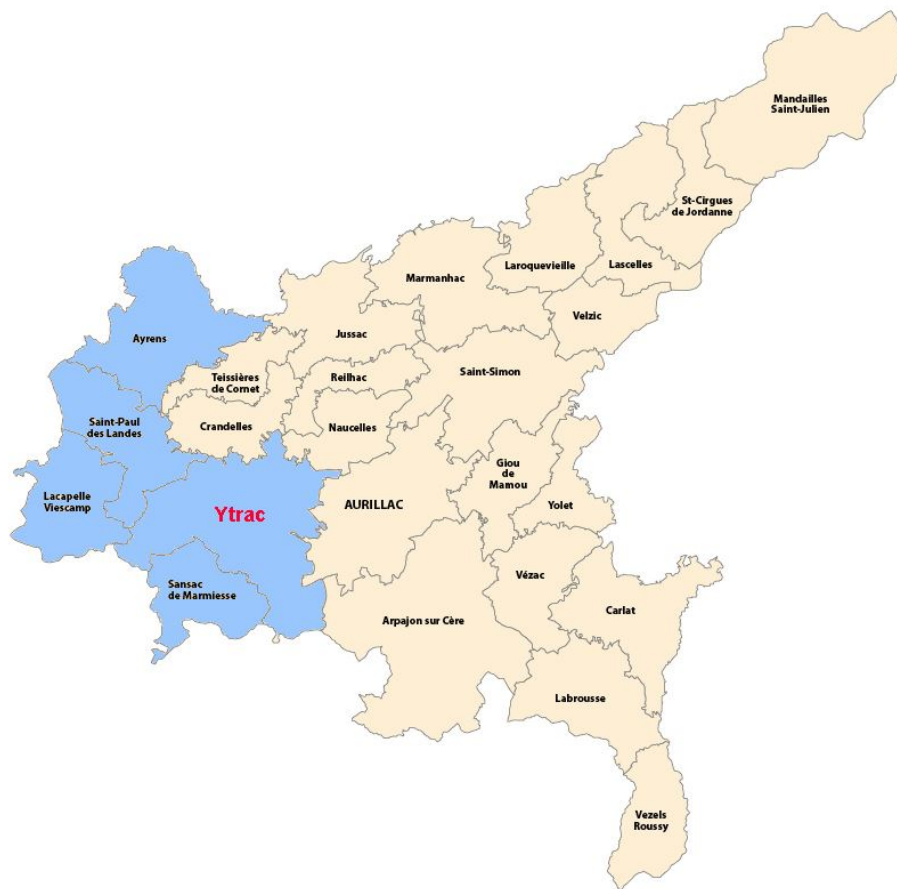 Mandailles
Saint-Julien
St-Cirgues
de Jordanne
Laroquevieille
Lascelles
Marmanhac
Velzic
Jussac
Ayrens
Saint-Simon
Teissières
de Cornet
Reilhac
Saint-Paul
des Landes
Crandelles
Naucelles
Giou
de
Mamou
Lacapelle
Viescamp
AURILLAC
Yolet
Ytrac
Vézac
Sansac
de Marmiesse
Carlat
Arpajon sur Cère
Labrousse
Vezels
Roussy